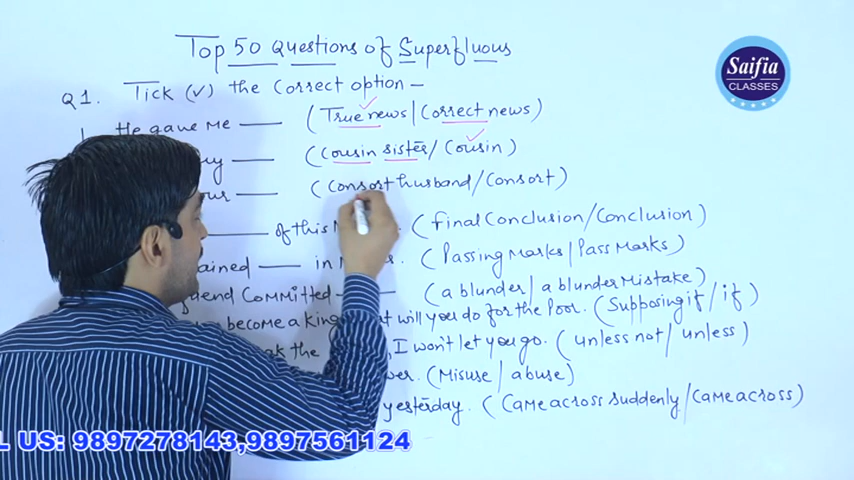 Top 50 Questions of Superfluous
Saifia
CLASSES
Q1. Tick (✓) the correct option –
1. He gave me —— (True news/Correct news)
—— (Cousin sister/Cousin)
—— (Consort husband/Consort)
—— of this (final Conclusion/Conclusion)
—— in (Passing Marks/Pass Marks)
committed —— (a blunder/a blunder Mistake)
become a king will you do for the poor. (Supposing if/if)
the , I won't let you go. (unless not/unless)
(Misuse/abuse)
yesterday. (Came across suddenly/Came across)
US: 9897278143,9897561124